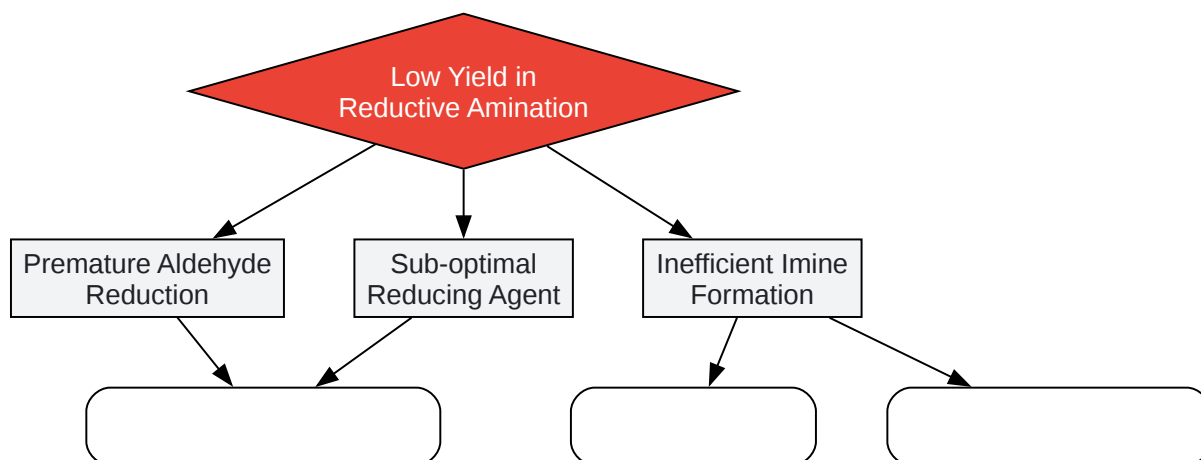 Low Yield in
Reductive Amination
Premature Aldehyde
Reduction
Sub-optimal
Reducing Agent
Inefficient Imine
Formation